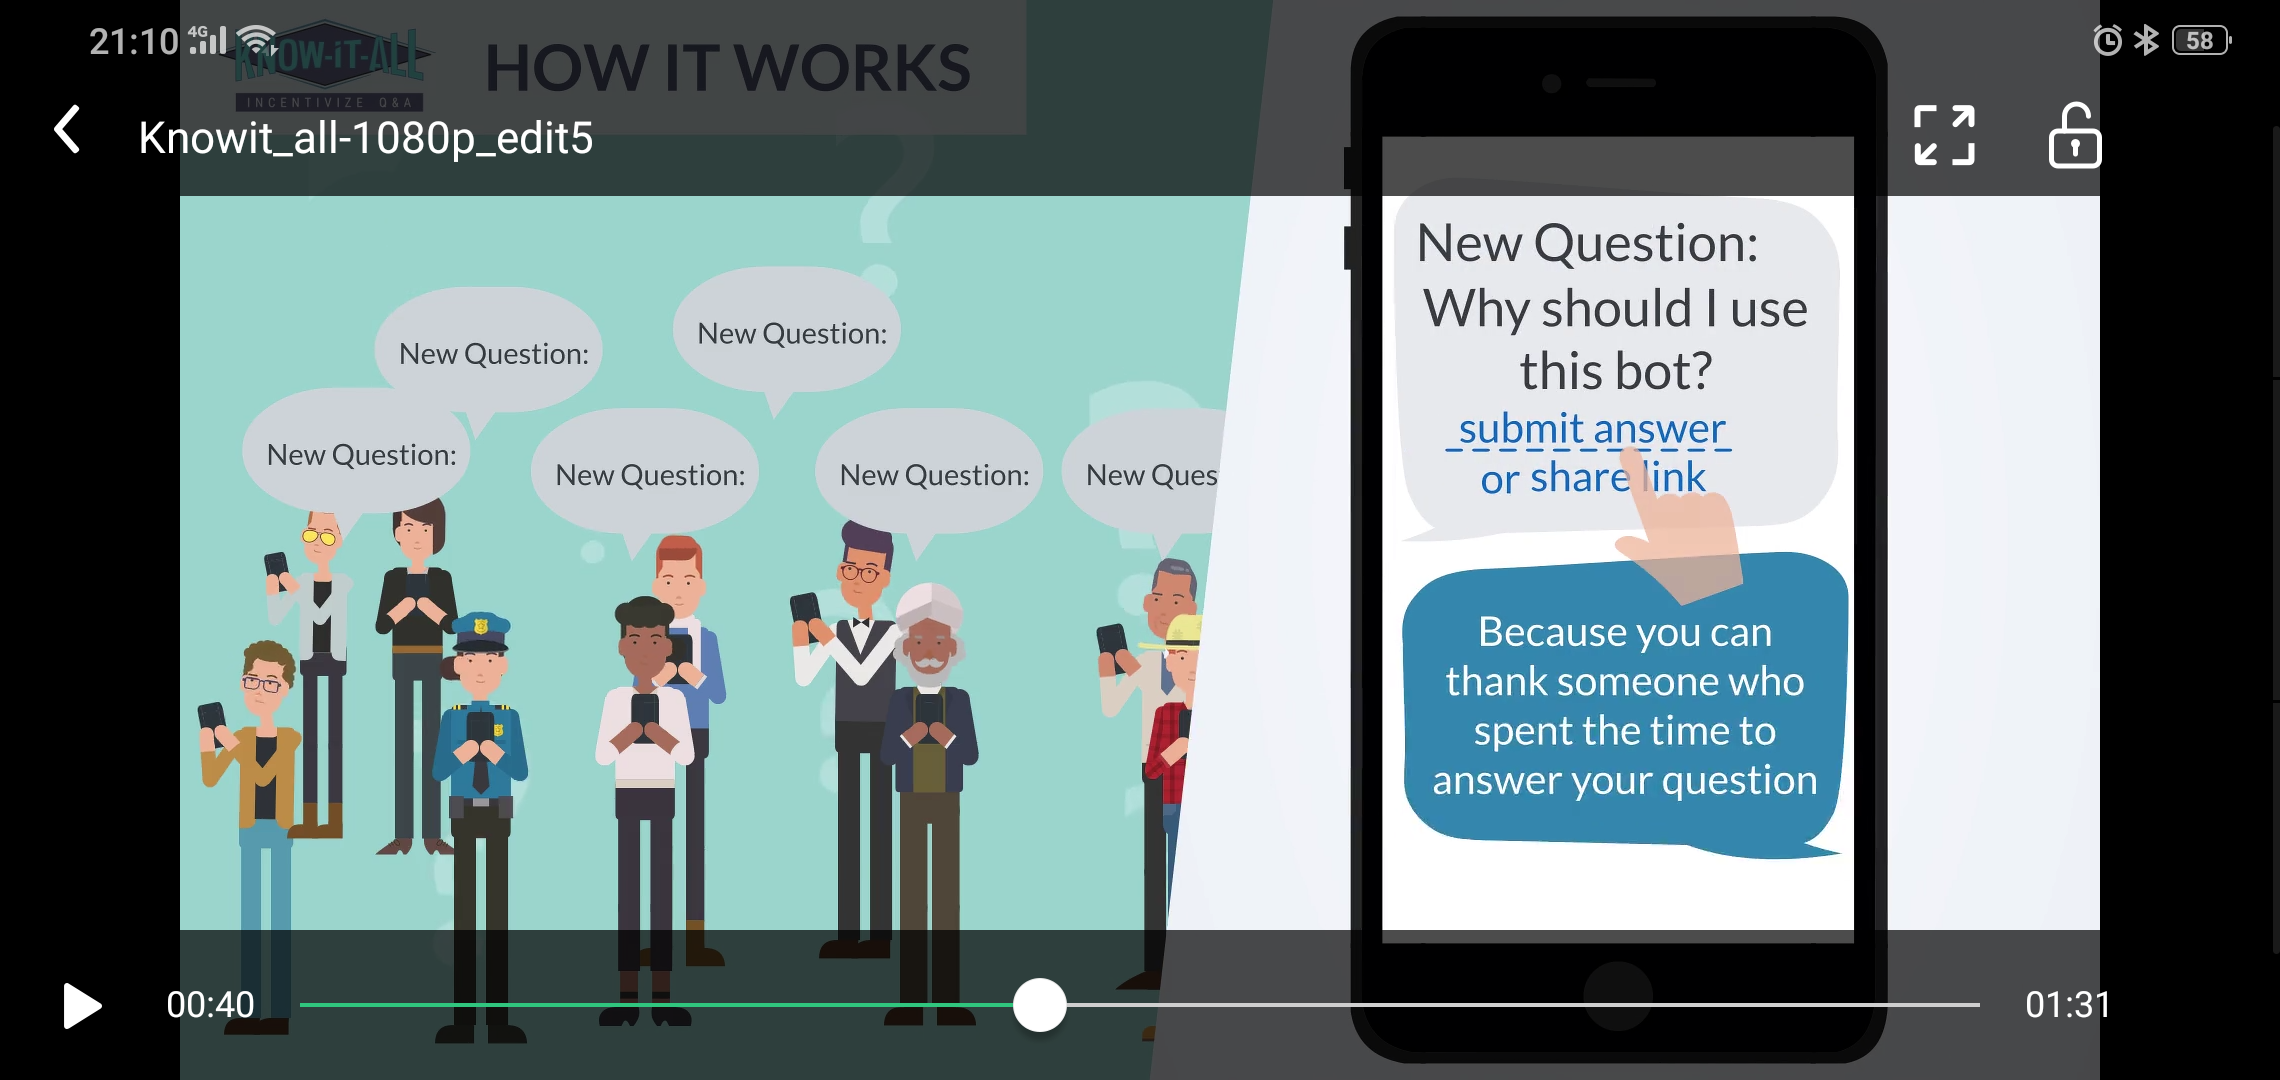 21:10 4G 58
KNOW-iT-ALL
INCENTIVIZE Q&A
HOW IT WORKS
Knowit_all-1080p_edit5
New Question:
New Question:
New Question:
New Question:
New Question:
New Ques
New Question:
Why should I use
this bot?
submit answer
or share link
Because you can
thank someone who
spent the time to
answer your question
00:40
01:31